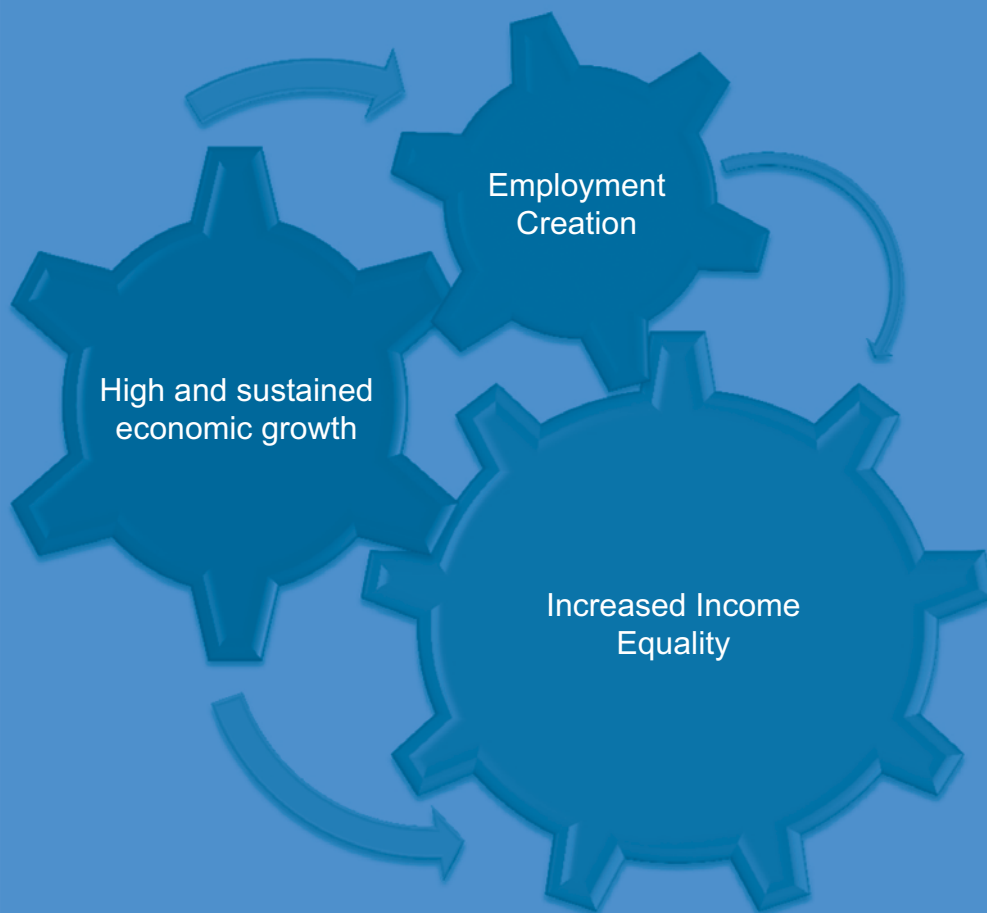 Employment
Creation
High and sustained
economic growth
Increased Income
Equality